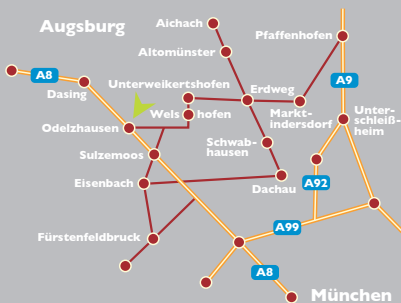 Augsburg
Aichach
Altomünster
Pfaffenhofen
A8
Dasing
Unterweikertshofen
Erdweg
A9
Weis hofen
Markt-
indersdorf
Unter-
schleiß-
heim
Odelzhausen
Sulzemoos
Schwab-
hausen
Eisenbach
Dachau
A92
Fürstenfeldbruck
A99
A8
München